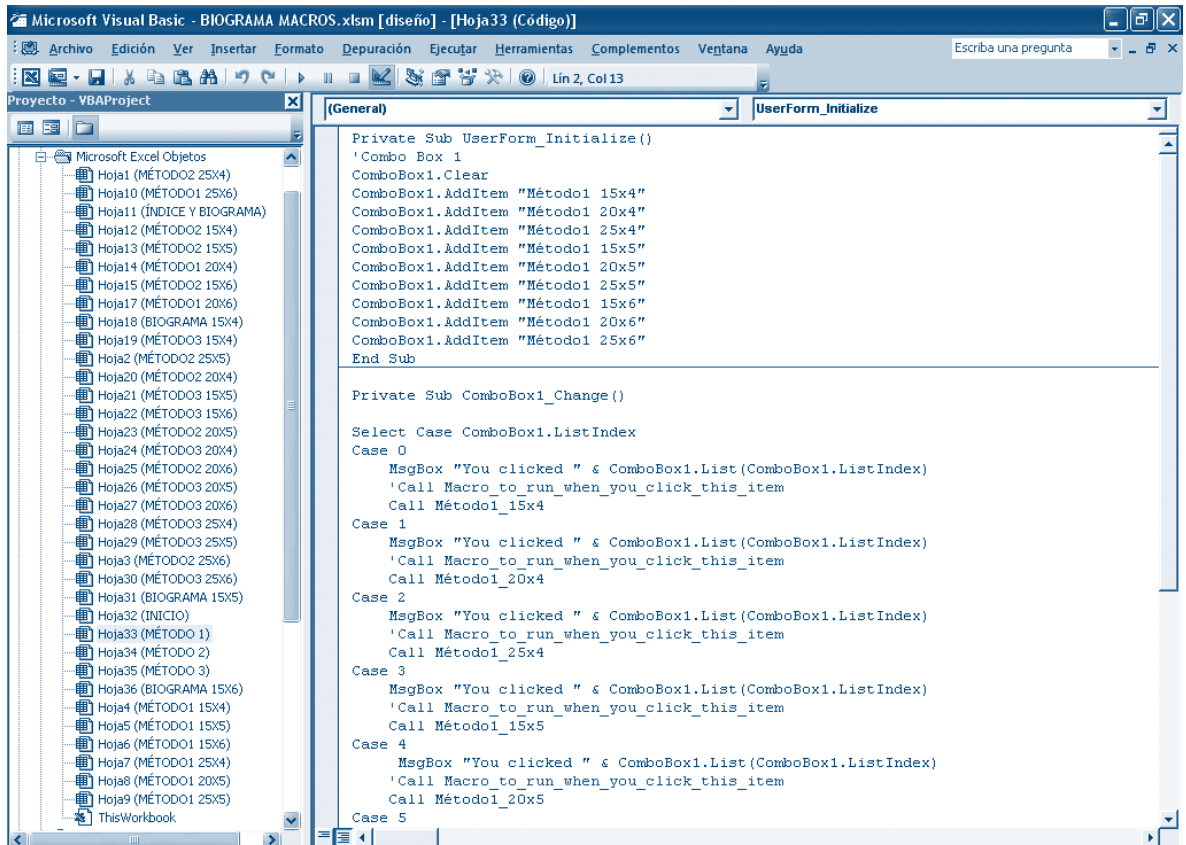 Microsoft Visual Basic - BIOGRAMA MACROS.xlsm [diseño] - [Hoja33 (Código)]
Archivo Edición Ver Insertar Formato Depuración Ejecutar Herramientas Complementos Ventana Ayuda Escriba una pregunta
Lín 2, Col 13
Proyecto - VBAProject
Microsoft Excel Objetos
Hoja1 (MÉTODO2 25X4)
Hoja10 (MÉTODO1 25X6)
Hoja11 (ÍNDICE Y BIOGRAMA)
Hoja12 (MÉTODO2 15X4)
Hoja13 (MÉTODO2 15X5)
Hoja14 (MÉTODO1 20X4)
Hoja15 (MÉTODO2 15X6)
Hoja17 (MÉTODO1 20X6)
Hoja18 (BIOGRAMA 15X4)
Hoja19 (MÉTODO3 15X4)
Hoja2 (MÉTODO2 25X5)
Hoja20 (MÉTODO2 20X4)
Hoja21 (MÉTODO3 15X5)
Hoja22 (MÉTODO3 15X6)
Hoja23 (MÉTODO2 20X5)
Hoja24 (MÉTODO3 20X4)
Hoja25 (MÉTODO2 20X6)
Hoja26 (MÉTODO3 20X5)
Hoja27 (MÉTODO3 20X6)
Hoja28 (MÉTODO3 25X4)
Hoja29 (MÉTODO3 25X5)
Hoja3 (MÉTODO2 25X6)
Hoja30 (MÉTODO3 25X6)
Hoja31 (BIOGRAMA 15X5)
Hoja32 (INICIO)
Hoja33 (MÉTODO 1)
Hoja34 (MÉTODO 2)
Hoja35 (MÉTODO 3)
Hoja36 (BIOGRAMA 15X6)
Hoja4 (MÉTODO1 15X4)
Hoja5 (MÉTODO1 15X5)
Hoja6 (MÉTODO1 15X6)
Hoja7 (MÉTODO1 25X4)
Hoja8 (MÉTODO1 20X5)
Hoja9 (MÉTODO1 25X5)
ThisWorkbook
(General) UserForm_Initialize
Private Sub UserForm_Initialize()
'Combo Box 1
ComboBox1.Clear
ComboBox1.AddItem "Método1 15x4"
ComboBox1.AddItem "Método1 20x4"
ComboBox1.AddItem "Método1 25x4"
ComboBox1.AddItem "Método1 15x5"
ComboBox1.AddItem "Método1 20x5"
ComboBox1.AddItem "Método1 25x5"
ComboBox1.AddItem "Método1 15x6"
ComboBox1.AddItem "Método1 20x6"
ComboBox1.AddItem "Método1 25x6"
End Sub
Private Sub ComboBox1_Change()
Select Case ComboBox1.ListIndex
Case 0
MsgBox "You clicked " & ComboBox1.List(ComboBox1.ListIndex)
'Call Macro_to_run_when_you_click_this_item
Call Método1_15x4
Case 1
MsgBox "You clicked " & ComboBox1.List(ComboBox1.ListIndex)
'Call Macro_to_run_when_you_click_this_item
Call Método1_20x4
Case 2
MsgBox "You clicked " & ComboBox1.List(ComboBox1.ListIndex)
'Call Macro_to_run_when_you_click_this_item
Call Método1_25x4
Case 3
MsgBox "You clicked " & ComboBox1.List(ComboBox1.ListIndex)
'Call Macro_to_run_when_you_click_this_item
Call Método1_15x5
Case 4
MsgBox "You clicked " & ComboBox1.List(ComboBox1.ListIndex)
'Call Macro_to_run_when_you_click_this_item
Call Método1_20x5
Case 5